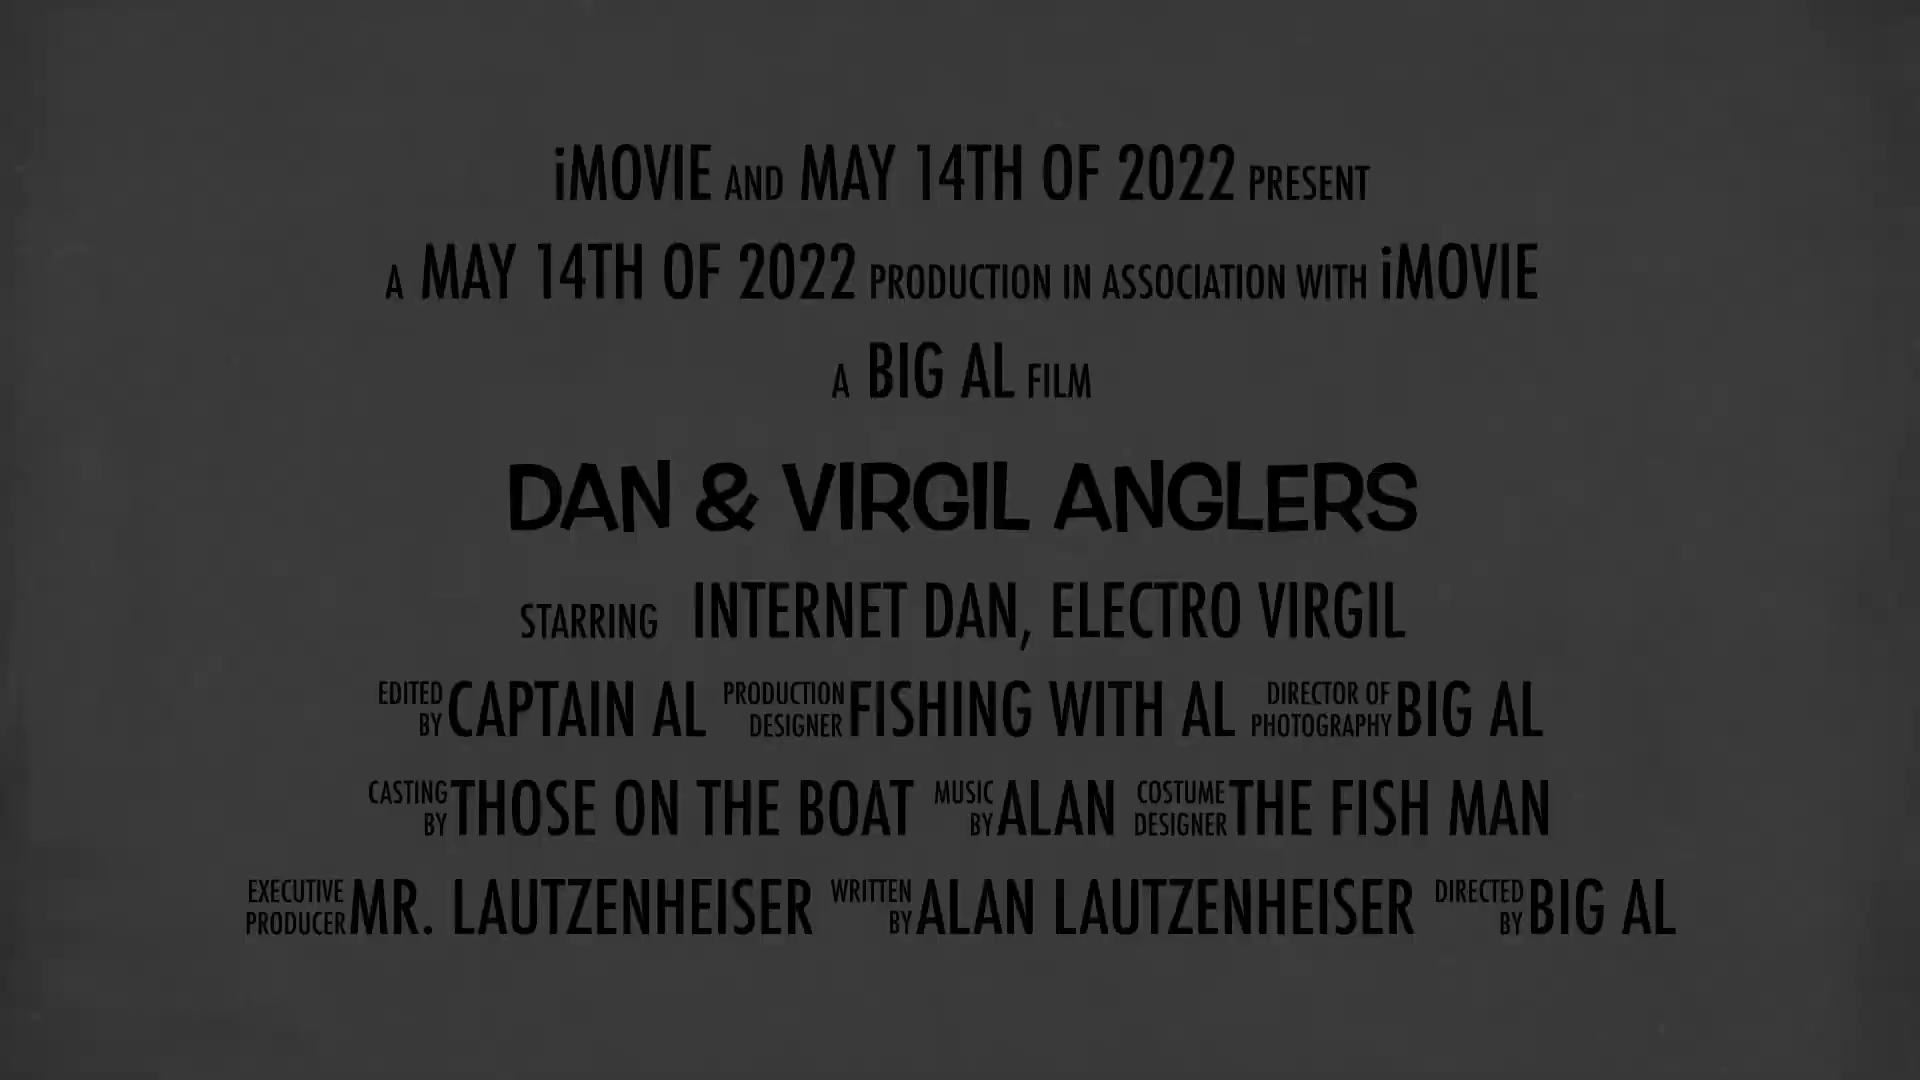 iMOVIE AND MAY 14TH OF 2022 PRESENT
A MAY 14TH OF 2022 PRODUCTION IN ASSOCIATION WITH iMOVIE
A BIG AL FILM
DAN & VIRGIL ANGLERS
STARRING INTERNET DAN, ELECTRO VIRGIL
EDITED BY CAPTAIN AL PRODUCTION DESIGNER FISHING WITH AL DIRECTOR OF PHOTOGRAPHY BIG AL
CASTING BY THOSE ON THE BOAT MUSIC BY ALAN COSTUME DESIGNER THE FISH MAN
EXECUTIVE PRODUCER MR. LAUTZENHEISER WRITTEN BY ALAN LAUTZENHEISER DIRECTED BY BIG AL